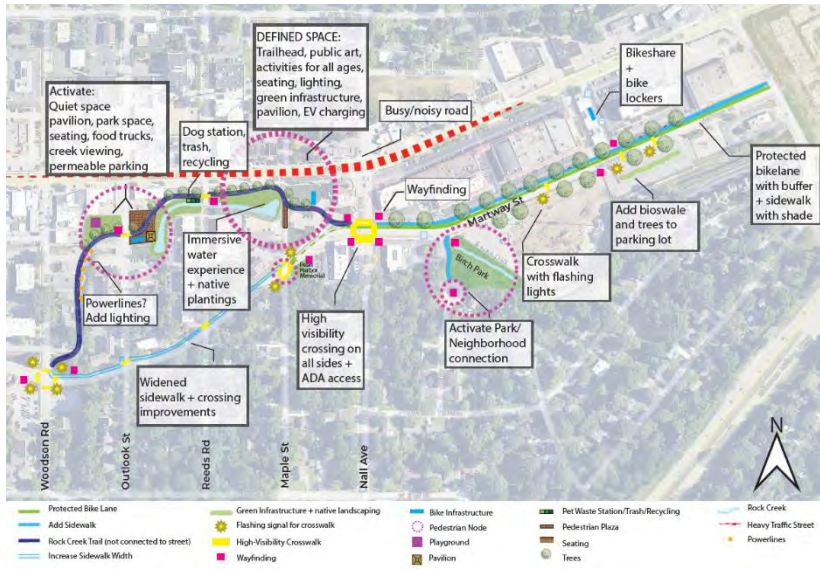 Activate:
Quiet space
pavilion, park space,
seating, food trucks,
creek viewing,
permeable parking
Dog station,
trash,
recycling
DEFINED SPACE:
Trailhead, public art,
activities for all ages,
seating, lighting,
green infrastructure,
pavilion, EV charging
Busy/noisy road
Bikeshare
+
bike
lockers
Wayfinding
Martway St
Protected
bikelane
with buffer
+ sidewalk
with shade
Add bioswale
and trees to
parking lot
Crosswalk
with flashing
lights
Birch Park
Activate Park/
Neighborhood
connection
Immersive
water
experience
+ native
plantings
Powerlines?
Add lighting
Pearl
Harbor
Memorial
High
visibility
crossing on
all sides +
ADA access
Widened
sidewalk + crossing
improvements
Woodson Rd
Outlook St
Reeds Rd
Maple St
Nall Ave
N
Protected Bike Lane
Add Sidewalk
Rock Creek Trail (not connected to street)
Increase Sidewalk Width
Green Infrastructure + native landscaping
Flashing signal for crosswalk
High-Visibility Crosswalk
Wayfinding
Bike Infrastructure
Pedestrian Node
Playground
Pavilion
Pet Waste Station/Trash/Recycling
Pedestrian Plaza
Seating
Trees
Rock Creek
Heavy Traffic Street
Powerlines